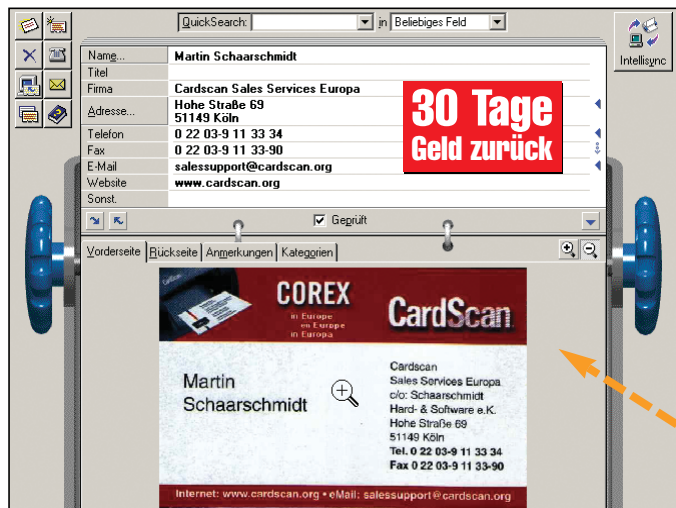 QuickSearch: in Beliebiges Feld
Intellisync
Name... Martin Schaarschmidt
Titel
Firma Cardscan Sales Services Europa
Adresse... Hohe Straße 69
51149 Köln
Telefon 0 22 03-9 11 33 34
Fax 0 22 03-9 11 33-90
E-Mail salessupport@cardscan.org
Website www.cardscan.org
Sonst.
30 Tage
Geld zurück
Geprüft
Vorderseite Rückseite Anmerkungen Kategorien
COREX
in Europe
en Europe
in Europa
CardScan
Martin
Schaarschmidt
Cardscan
Sales Services Europa
c/o: Schaarschmidt
Hard- & Software e.K.
Hohe Straße 69
51149 Köln
Tel. 0 22 03-9 11 33 34
Fax 0 22 03-9 11 33-90
Internet: www.cardscan.org • eMail: salessupport@cardscan.org